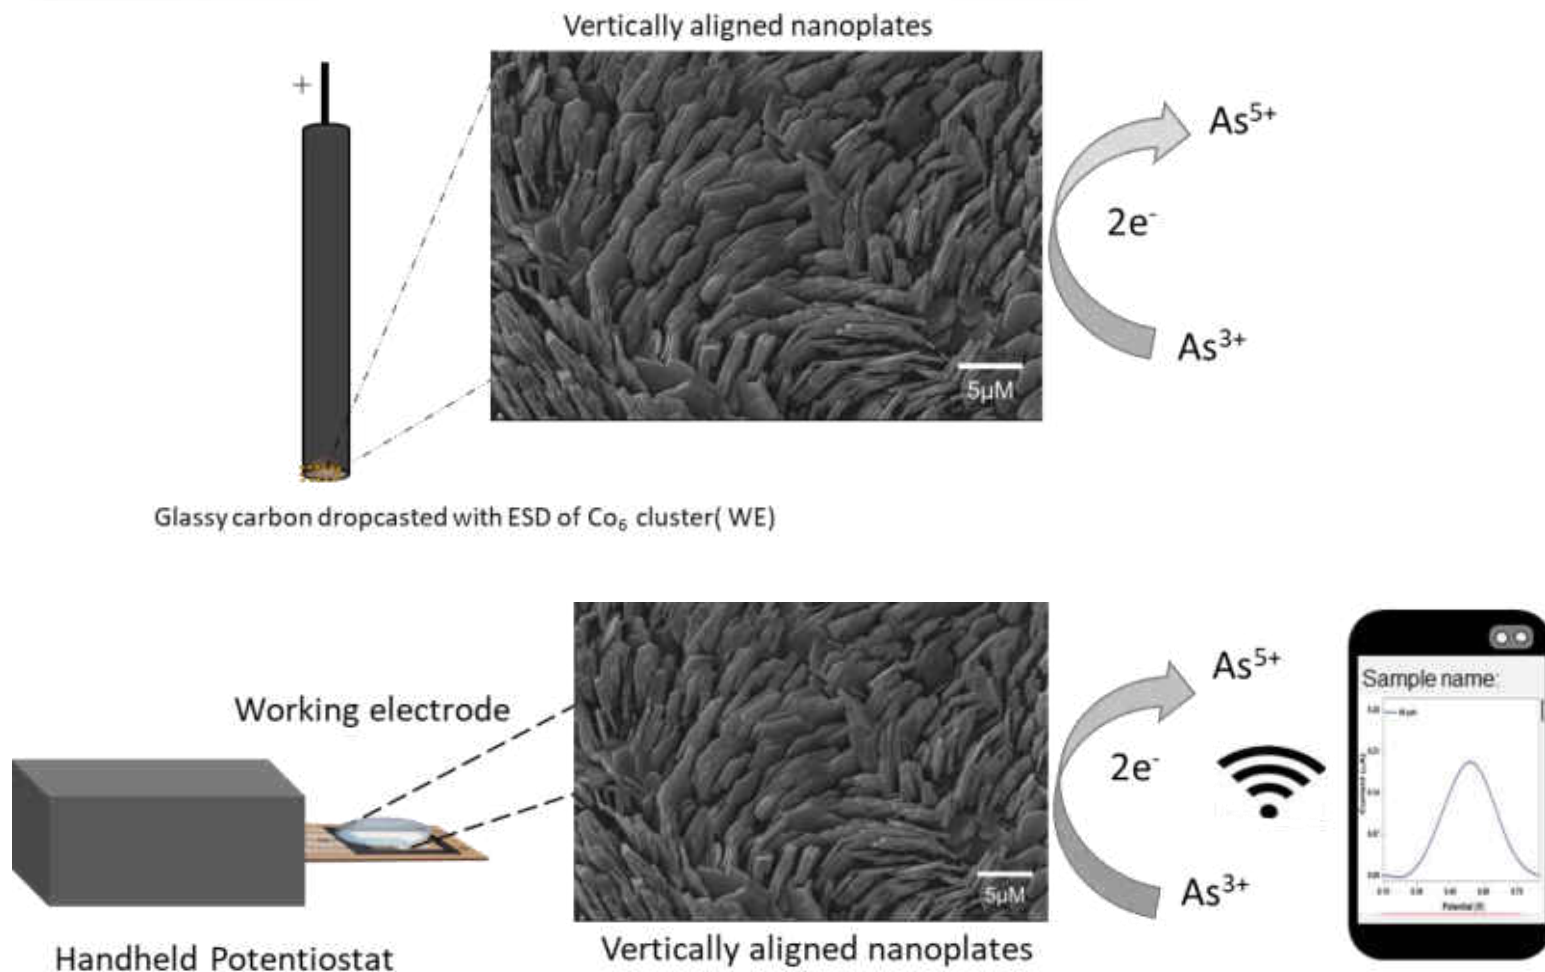 Vertically aligned nanoplates
+
As⁵⁺
2e⁻
As³⁺
5µM
Glassy carbon dropcasted with ESD of Co₆ cluster( WE)
Working electrode
As⁵⁺
2e⁻
As³⁺
5µM
Sample name:
Potential (V)
Handheld Potentiostat
Vertically aligned nanoplates